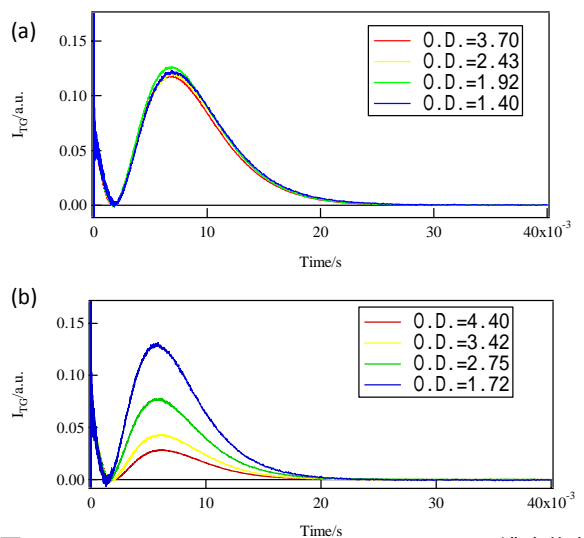 (a)
0.15
0.10
0.05
0.00
I_TG/a.u.
O.D.=3.70
O.D.=2.43
O.D.=1.92
O.D.=1.40
0 10 20 30 40x10⁻³
Time/s
(b)
0.15
0.10
0.05
0.00
I_TG/a.u.
O.D.=4.40
O.D.=3.42
O.D.=2.75
O.D.=1.72
0 10 20 30 40x10⁻³
Time/s